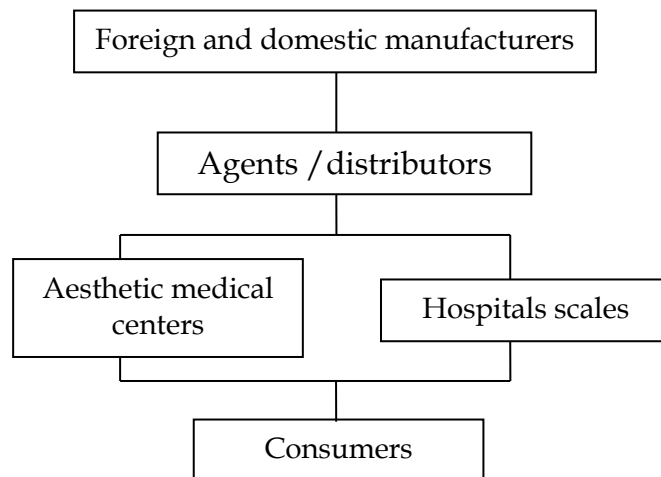 Foreign and domestic manufacturers
Agents /distributors
Aesthetic medical
centers
Hospitals scales
Consumers